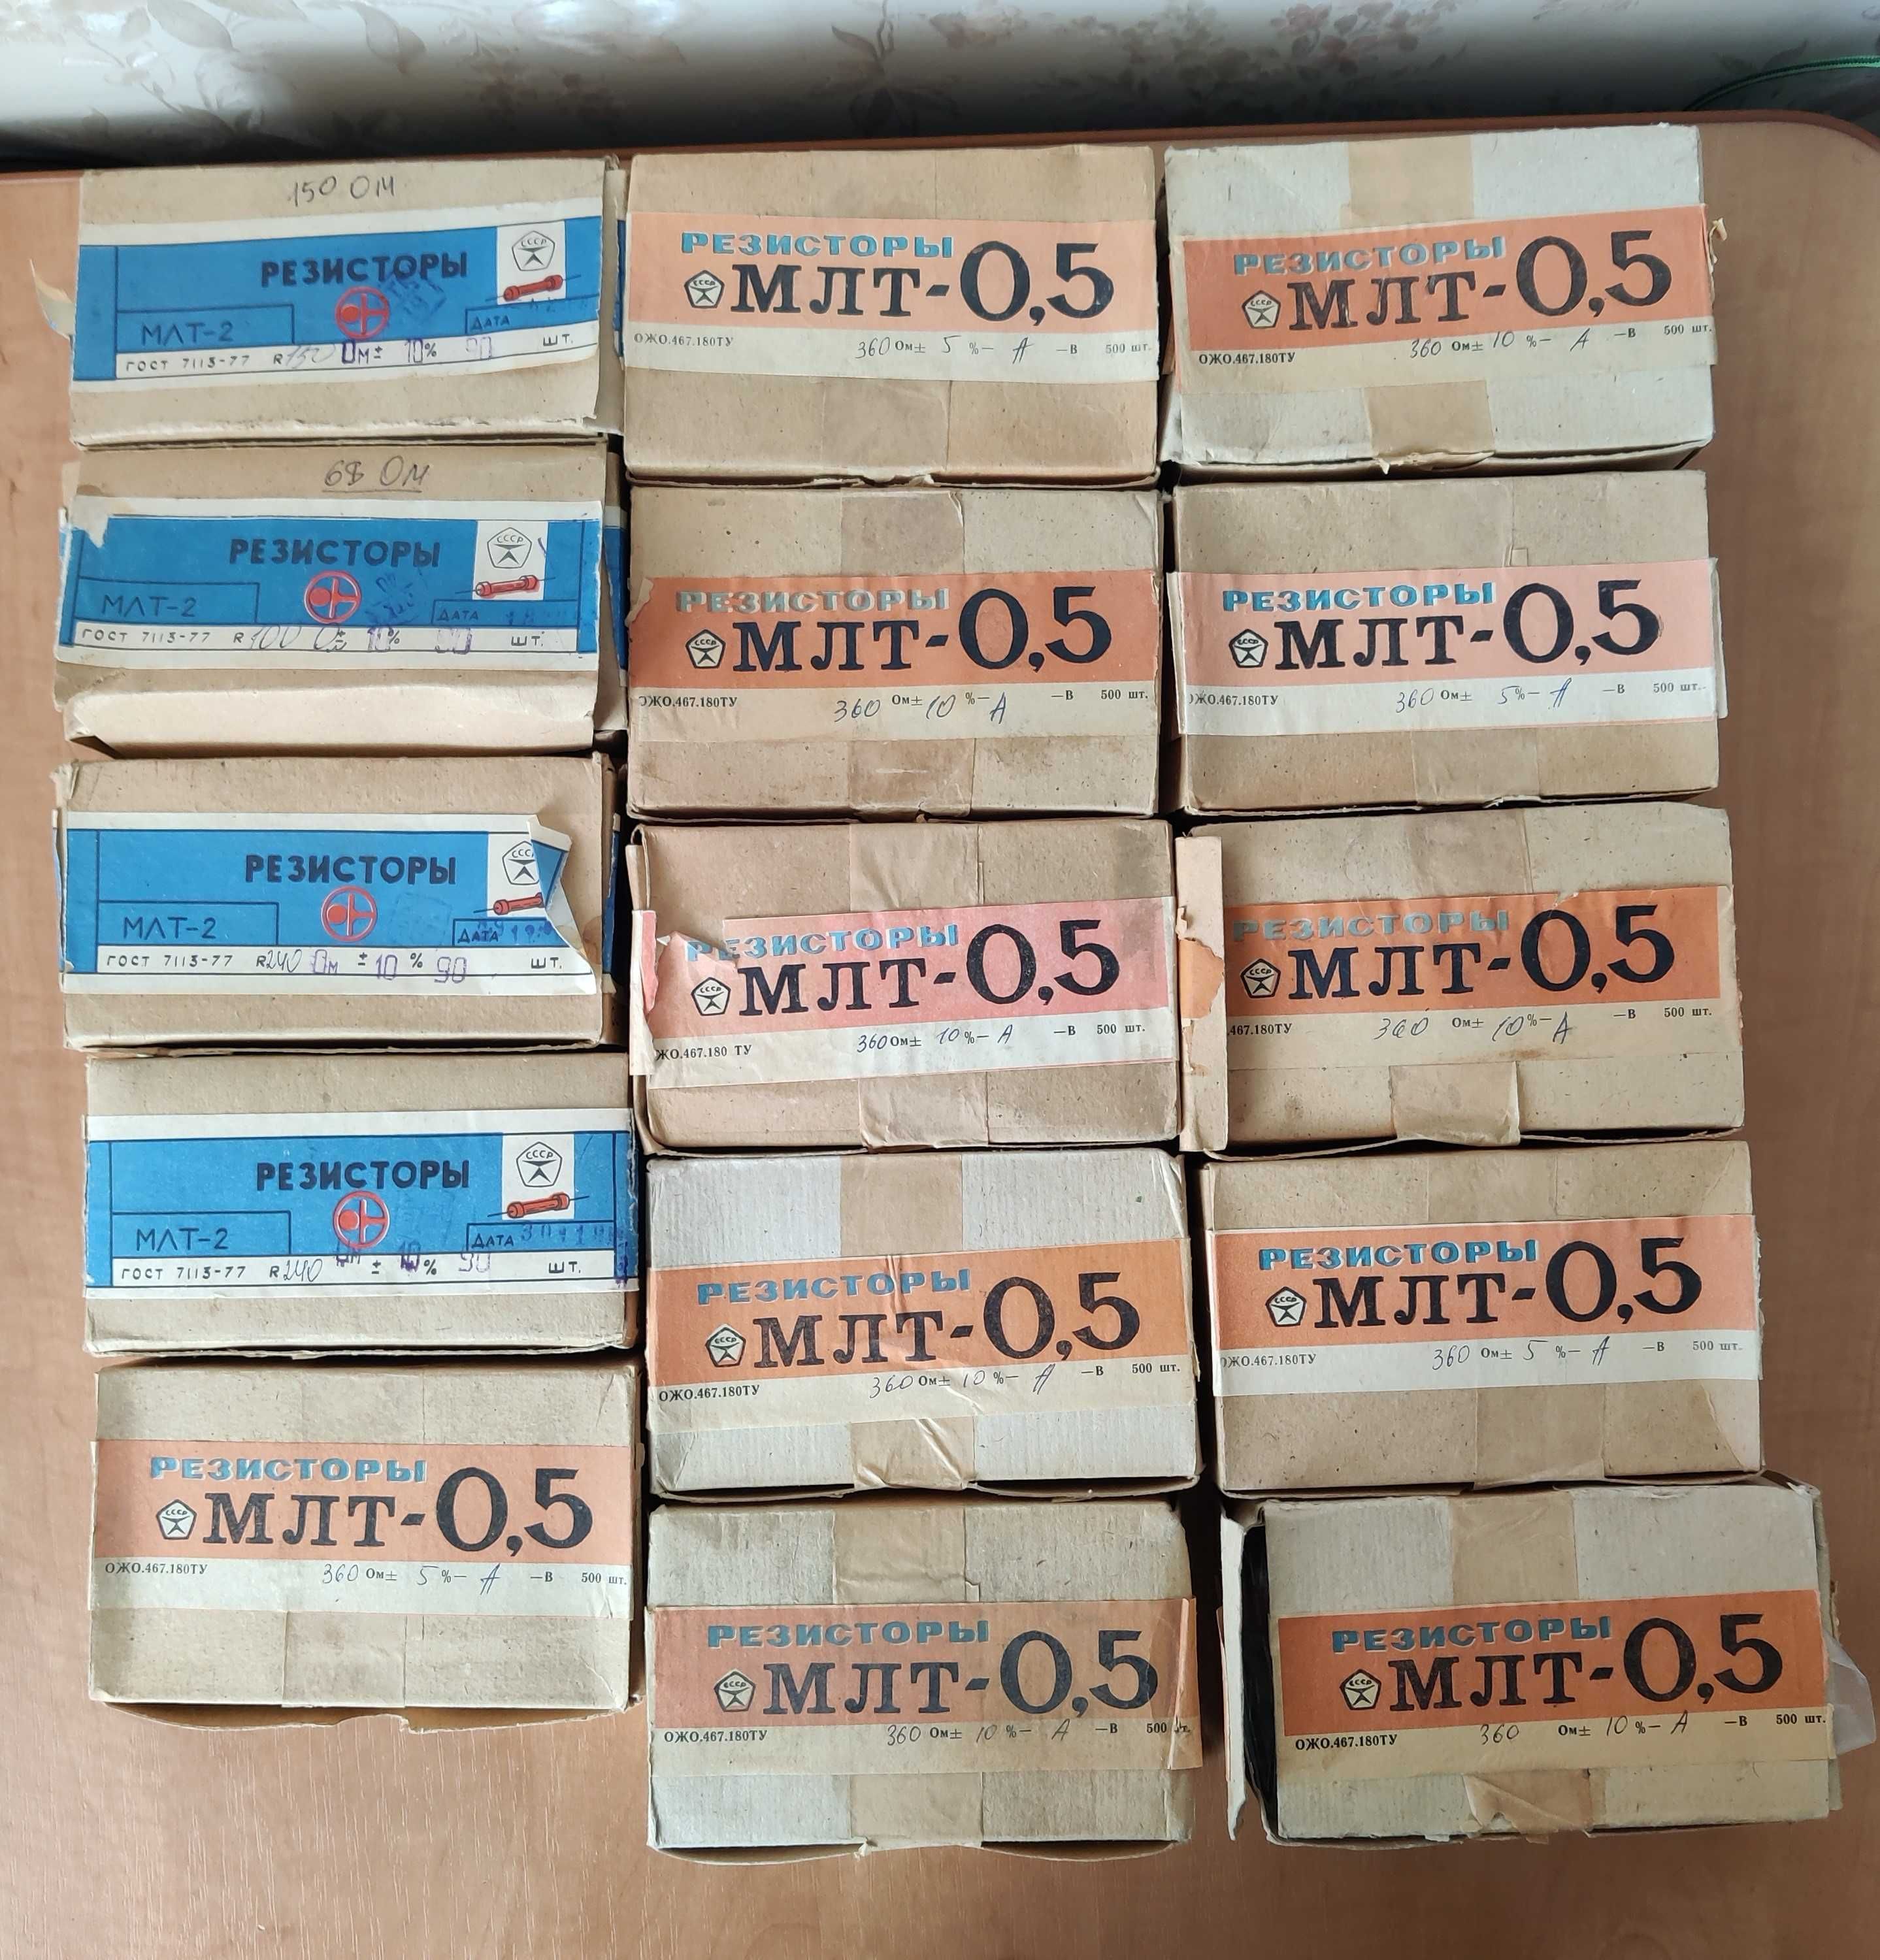 150 Ом
РЕЗИСТОРЫ
СССР
МЛТ-2
ДАТА
ГОСТ 7113-77 R 150 Ом ± 10 % 90 шт.
68 Ом
РЕЗИСТОРЫ
СССР
МЛТ-2
ДАТА
ГОСТ 7113-77 R 100 ± 10 % 90 шт.
РЕЗИСТОРЫ
СССР
МЛТ-2
ДАТА
ГОСТ 7113-77 R 240 Ом ± 10 % 90 шт.
РЕЗИСТОРЫ
СССР
МЛТ-2
ДАТА
ГОСТ 7113-77 R 240 Ом ± 10 % 90 шт.
РЕЗИСТОРЫ
СССР МЛТ-0,5
ОЖО.467.180ТУ 360 Ом± 5 %– А –В 500 шт.
РЕЗИСТОРЫ
СССР МЛТ-0,5
ОЖО.467.180ТУ 360 Ом± 5 %– А –В 500 шт.
РЕЗИСТОРЫ
СССР МЛТ-0,5
ОЖО.467.180ТУ 360 Ом± 10 %– А –В 500 шт.
РЕЗИСТОРЫ
СССР МЛТ-0,5
ЖО.467.180 ТУ 360 Ом± 10 %– А –В 500 шт.
РЕЗИСТОРЫ
СССР МЛТ-0,5
ОЖО.467.180ТУ 360 Ом± 10 %– А –В 500 шт.
РЕЗИСТОРЫ
СССР МЛТ-0,5
ОЖО.467.180ТУ 360 Ом± 10 %– А –В 500 шт.
РЕЗИСТОРЫ
СССР МЛТ-0,5
ОЖО.467.180ТУ 360 Ом± 10 %– А –В 500 шт.
РЕЗИСТОРЫ
СССР МЛТ-0,5
ОЖО.467.180ТУ 360 Ом± 5 %– А –В 500 шт.
РЕЗИСТОРЫ
СССР МЛТ-0,5
.467.180ТУ 360 Ом± 10 %– А –В 500 шт.
РЕЗИСТОРЫ
СССР МЛТ-0,5
ОЖО.467.180ТУ 360 Ом± 5 %– А –В 500 шт.
РЕЗИСТОРЫ
СССР МЛТ-0,5
ОЖО.467.180ТУ 360 Ом± 10 %– А –В 500 шт.